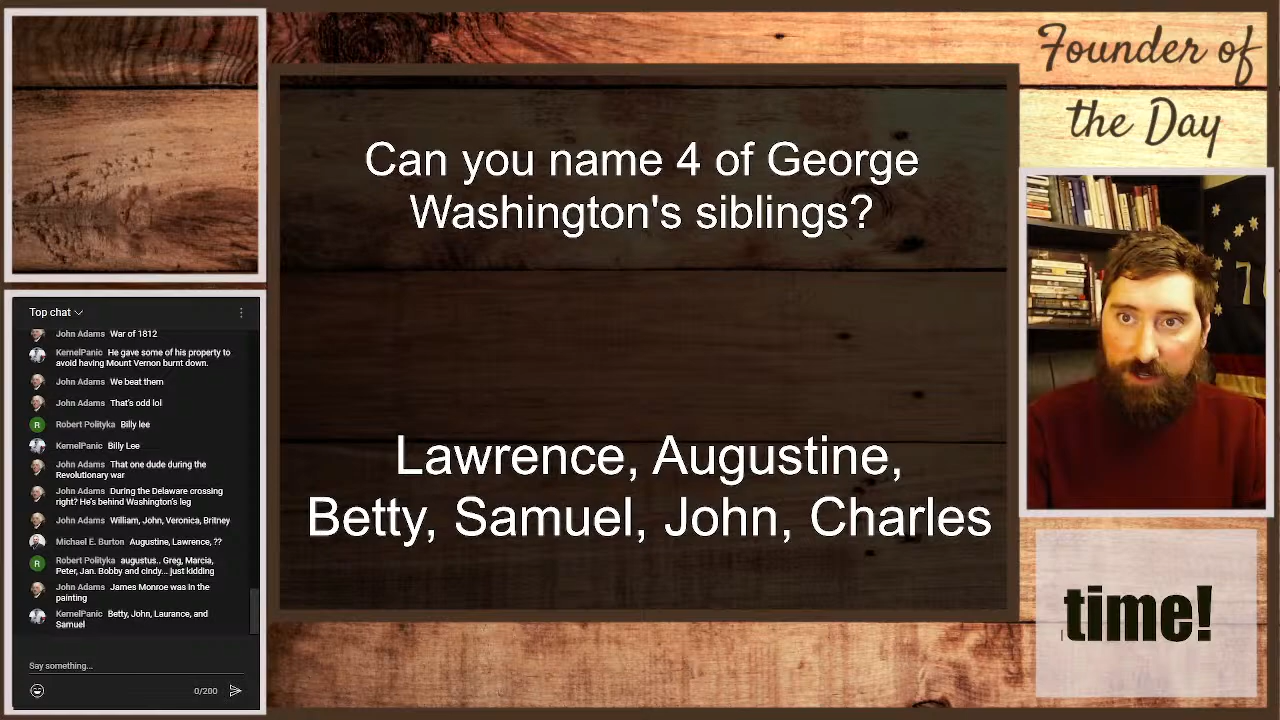 Founder of
the Day
Can you name 4 of George
Washington's siblings?
Lawrence, Augustine,
Betty, Samuel, John, Charles
Top chat
John Adams War of 1812
KernelPanic He gave some of his property to
avoid having Mount Vernon burnt down.
John Adams We beat them
John Adams That's odd lol
R Robert Polityka Billy lee
KernelPanic Billy Lee
John Adams That one dude during the
Revolutionary war
John Adams During the Delaware crossing
right? He's behind Washington's leg
John Adams William, John, Veronica, Britney
Michael E. Burton Augustine, Lawrence, ??
R Robert Polityka augustus.. Greg, Marcia,
Peter, Jan. Bobby and cindy... just kidding
John Adams James Monroe was in the
painting
KernelPanic Betty, John, Laurance, and
Samuel
Say something...
0/200
time!